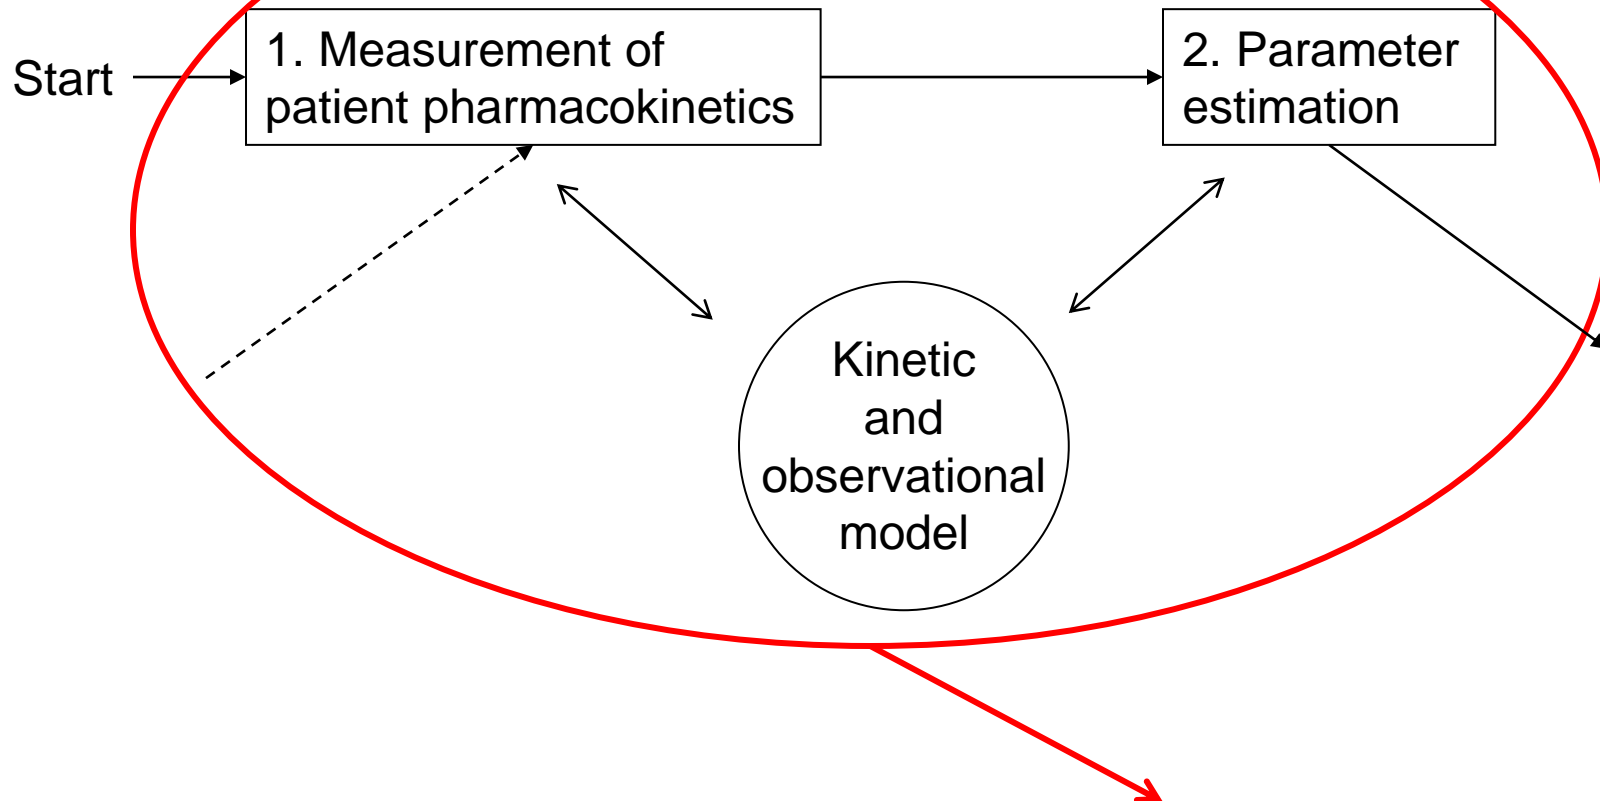 Start
1. Measurement of
patient pharmacokinetics
2. Parameter
estimation
Kinetic
and
observational
model